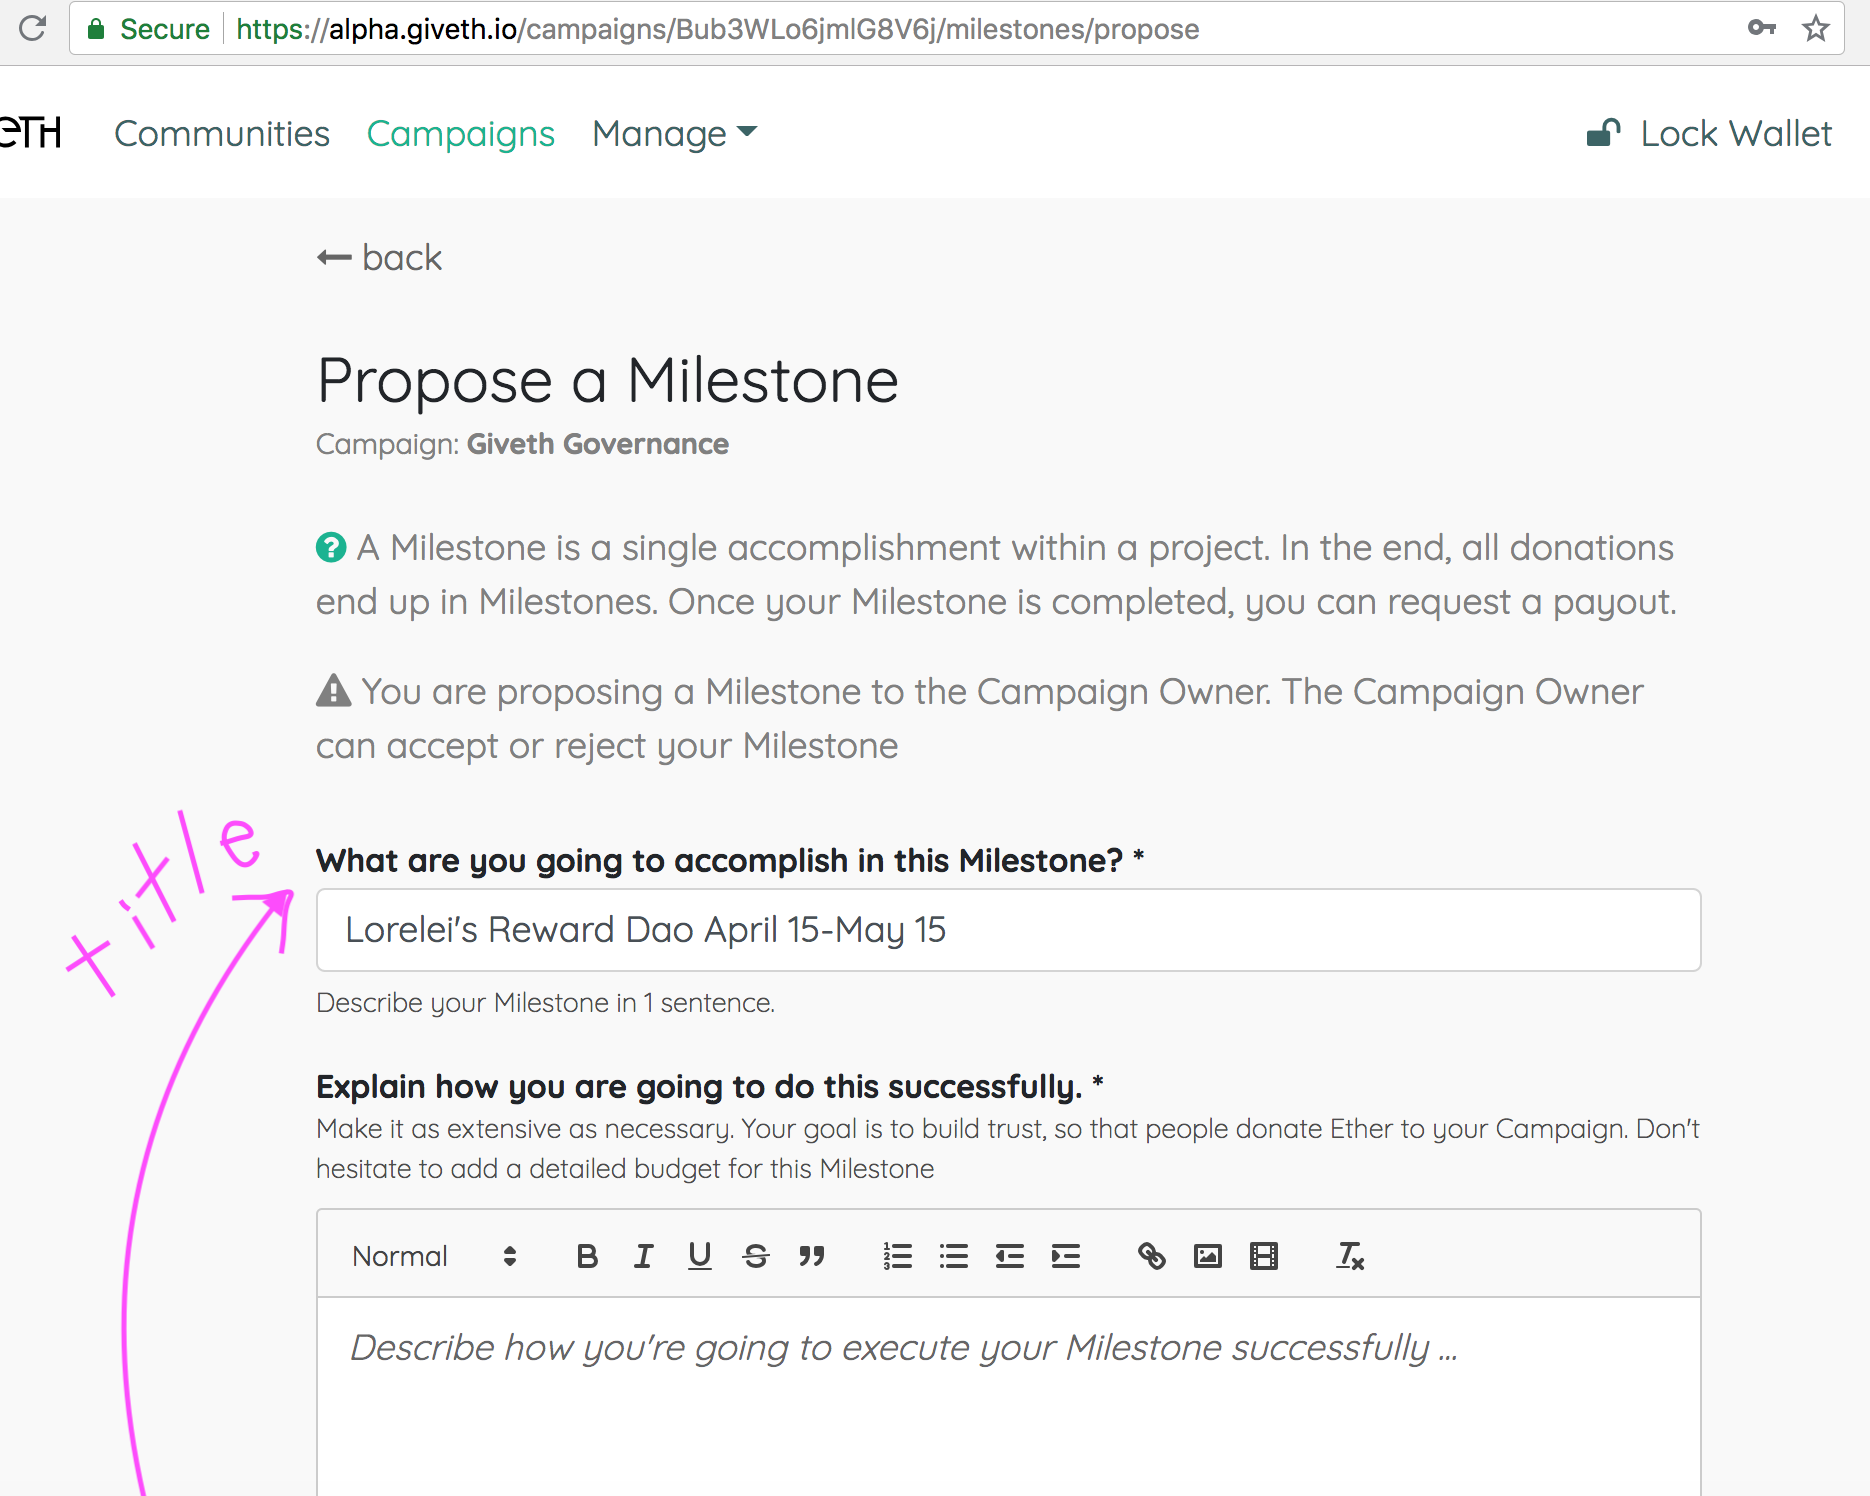 Secure https://alpha.giveth.io/campaigns/Bub3WLo6jmlG8V6j/milestones/propose
eTH Communities Campaigns Manage Lock Wallet
back
Propose a Milestone
Campaign: Giveth Governance
A Milestone is a single accomplishment within a project. In the end, all donations
end up in Milestones. Once your Milestone is completed, you can request a payout.
You are proposing a Milestone to the Campaign Owner. The Campaign Owner
can accept or reject your Milestone
title
What are you going to accomplish in this Milestone? *
Lorelei's Reward Dao April 15-May 15
Describe your Milestone in 1 sentence.
Explain how you are going to do this successfully. *
Make it as extensive as necessary. Your goal is to build trust, so that people donate Ether to your Campaign. Don't
hesitate to add a detailed budget for this Milestone
Normal
Describe how you're going to execute your Milestone successfully ...